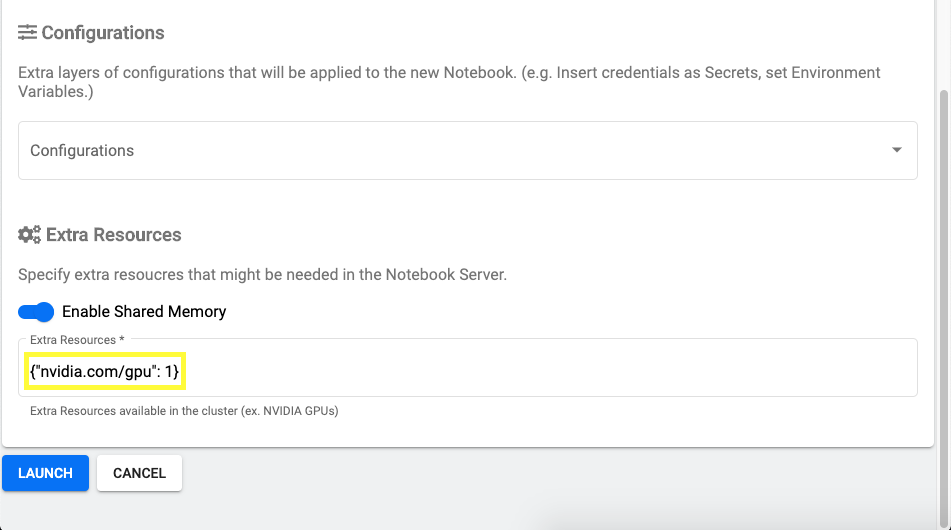 Configurations
Extra layers of configurations that will be applied to the new Notebook. (e.g. Insert credentials as Secrets, set Environment
Variables.)
Configurations
Extra Resources
Specify extra resoucres that might be needed in the Notebook Server.
Enable Shared Memory
Extra Resources *
{"nvidia.com/gpu": 1}
Extra Resources available in the cluster (ex. NVIDIA GPUs)
LAUNCH CANCEL